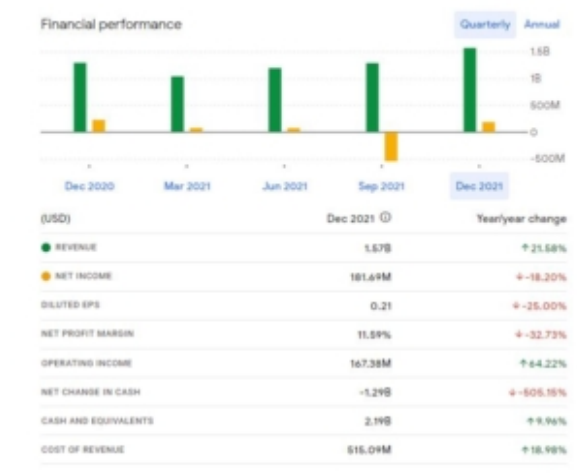 Financial performance
Quarterly Annual
1.5B
1B
500M
0
-500M
Dec 2020 Mar 2021 Jun 2021 Sep 2021 Dec 2021
(USD) Dec 2021 Year/year change
REVENUE 1.57B ↑21.58%
NET INCOME 181.69M ↓-18.20%
DILUTED EPS 0.21 ↓-25.00%
NET PROFIT MARGIN 11.59% ↓-32.73%
OPERATING INCOME 167.38M ↑64.22%
NET CHANGE IN CASH -1.29B ↓-505.15%
CASH AND EQUIVALENTS 2.19B ↑9.96%
COST OF REVENUE 515.09M ↑18.98%